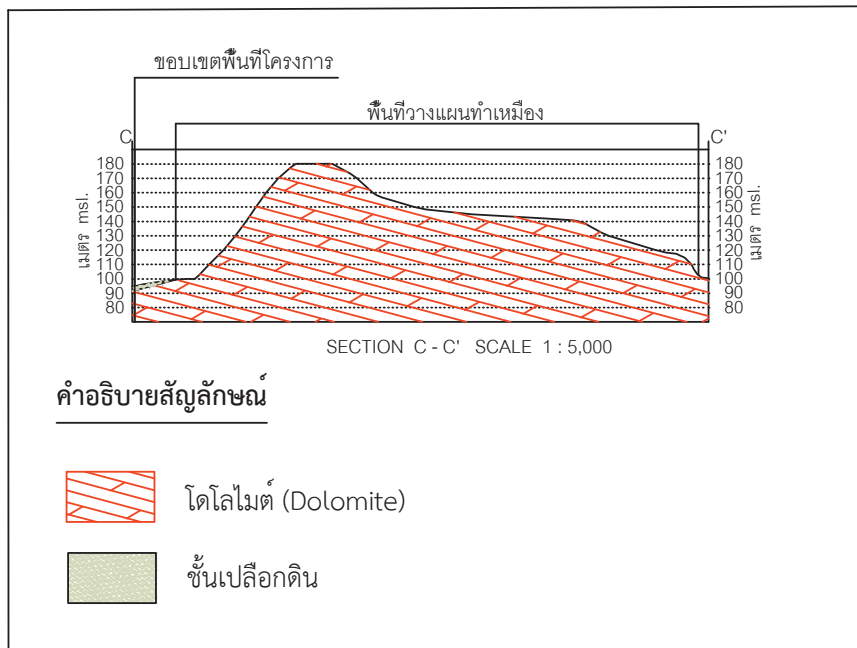 ขอบเขตพื้นที่โครงการ
พื้นที่วางแผนทำเหมือง
C C'
180 180
170 170
160 160
150 150
140 140
130 130
120 120
110 110
100 100
90 90
80 80
เมตร msl.
เมตร msl.
SECTION C - C' SCALE 1 : 5,000
คำอธิบายสัญลักษณ์
โดโลไมต์ (Dolomite)
ชั้นเปลือกดิน